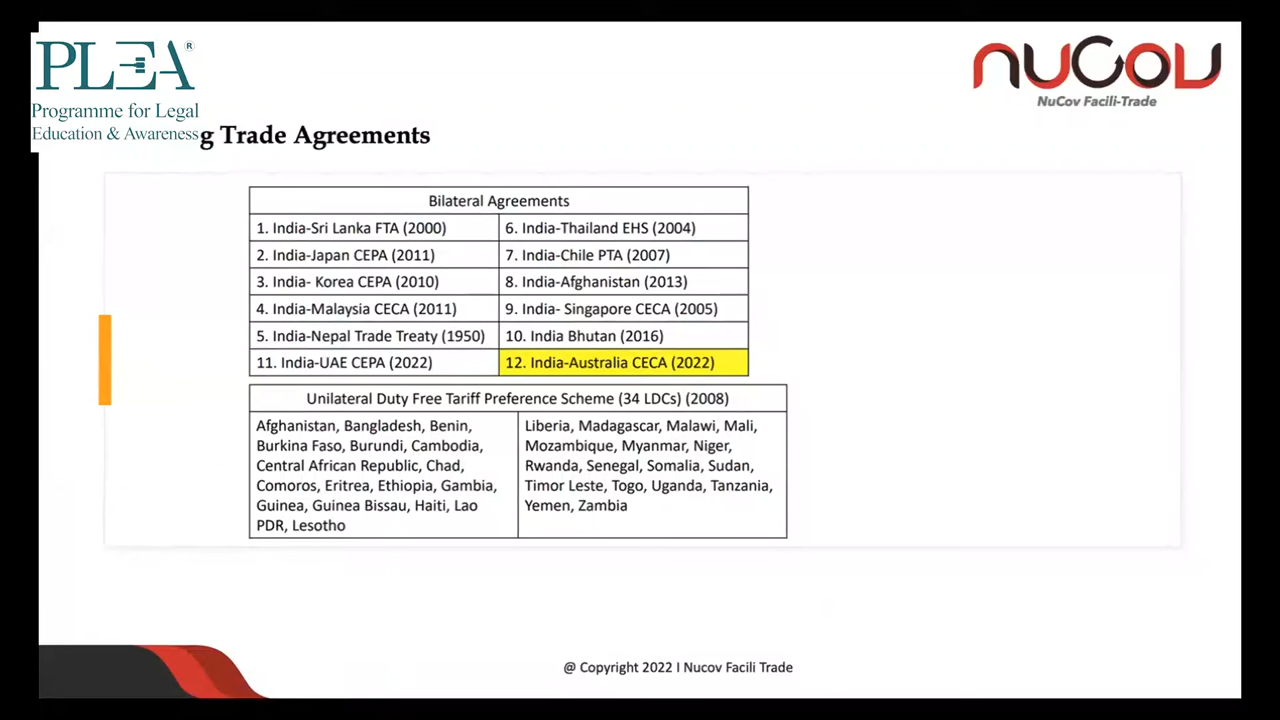 PLEA®
Programme for Legal
Education & Awareness
nuCov
NuCov Facili-Trade
g Trade Agreements
Bilateral Agreements
1. India-Sri Lanka FTA (2000) 6. India-Thailand EHS (2004)
2. India-Japan CEPA (2011) 7. India-Chile PTA (2007)
3. India- Korea CEPA (2010) 8. India-Afghanistan (2013)
4. India-Malaysia CECA (2011) 9. India- Singapore CECA (2005)
5. India-Nepal Trade Treaty (1950) 10. India Bhutan (2016)
11. India-UAE CEPA (2022) 12. India-Australia CECA (2022)
Unilateral Duty Free Tariff Preference Scheme (34 LDCs) (2008)
Afghanistan, Bangladesh, Benin,
Burkina Faso, Burundi, Cambodia,
Central African Republic, Chad,
Comoros, Eritrea, Ethiopia, Gambia,
Guinea, Guinea Bissau, Haiti, Lao
PDR, Lesotho
Liberia, Madagascar, Malawi, Mali,
Mozambique, Myanmar, Niger,
Rwanda, Senegal, Somalia, Sudan,
Timor Leste, Togo, Uganda, Tanzania,
Yemen, Zambia
@ Copyright 2022 I Nucov Facili Trade